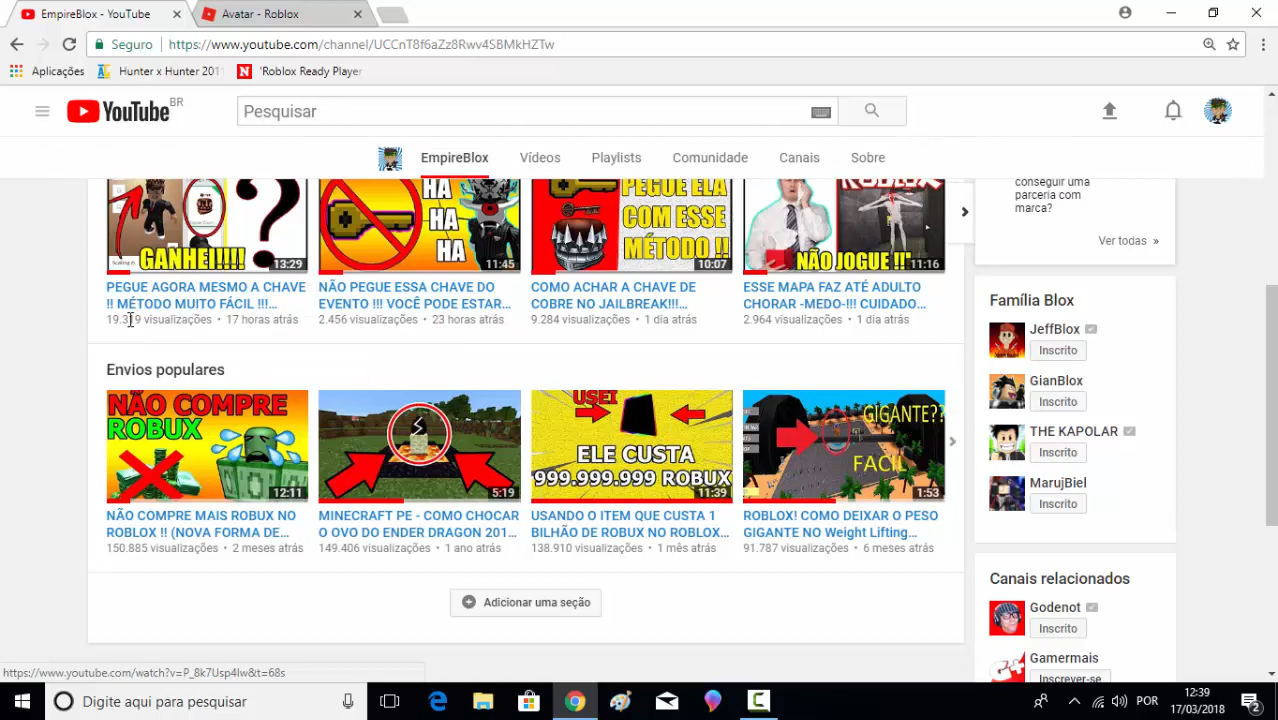 EmpireBlox - YouTube
Avatar - Roblox
Seguro
https://www.youtube.com/channel/UCCnT8f6aZz8Rwv4SBMkHZTw
Aplicações
Hunter x Hunter 201
'Roblox Ready Player
YouTube BR
Pesquisar
EmpireBlox
Vídeos
Playlists
Comunidade
Canais
Sobre
GANHEI!!!!
13:29
HA
HA
HA
11:45
PEGUE ELA
COM ESSE
MÉTODO !!
10:07
ROBLOX
NÃO JOGUE !!"
11:16
PEGUE AGORA MESMO A CHAVE
!! MÉTODO MUITO FÁCIL !!!...
19.319 visualizações • 17 horas atrás
NÃO PEGUE ESSA CHAVE DO
EVENTO !!! VOCÊ PODE ESTAR...
2.456 visualizações • 23 horas atrás
COMO ACHAR A CHAVE DE
COBRE NO JAILBREAK!!!...
9.284 visualizações • 1 dia atrás
ESSE MAPA FAZ ATÉ ADULTO
CHORAR -MEDO-!!! CUIDADO...
2.964 visualizações • 1 dia atrás
Envios populares
NÃO COMPRE
ROBUX
12:11
5:19
USEI
ELE CUSTA
999.999.999 ROBUX
11:39
GIGANTE??
FACIL
1:53
NÃO COMPRE MAIS ROBUX NO
ROBLOX !! (NOVA FORMA DE...
150.885 visualizações • 2 meses atrás
MINECRAFT PE - COMO CHOCAR
O OVO DO ENDER DRAGON 201...
149.406 visualizações • 1 ano atrás
USANDO O ITEM QUE CUSTA 1
BILHÃO DE ROBUX NO ROBLOX...
138.910 visualizações • 1 mês atrás
ROBLOX! COMO DEIXAR O PESO
GIGANTE NO Weight Lifting...
91.787 visualizações • 6 meses atrás
Adicionar uma seção
conseguir uma
parceria com
marca?
Ver todas »
Família Blox
JeffBlox
Inscrito
GianBlox
Inscrito
THE KAPOLAR
Inscrito
MarujBiel
Inscrito
Canais relacionados
Godenot
Inscrito
Gamermais
Inscrever-se
https://www.youtube.com/watch?v=P_8k7Usp4lw&t=68s
Digite aqui para pesquisar
POR
12:39
17/03/2018
2